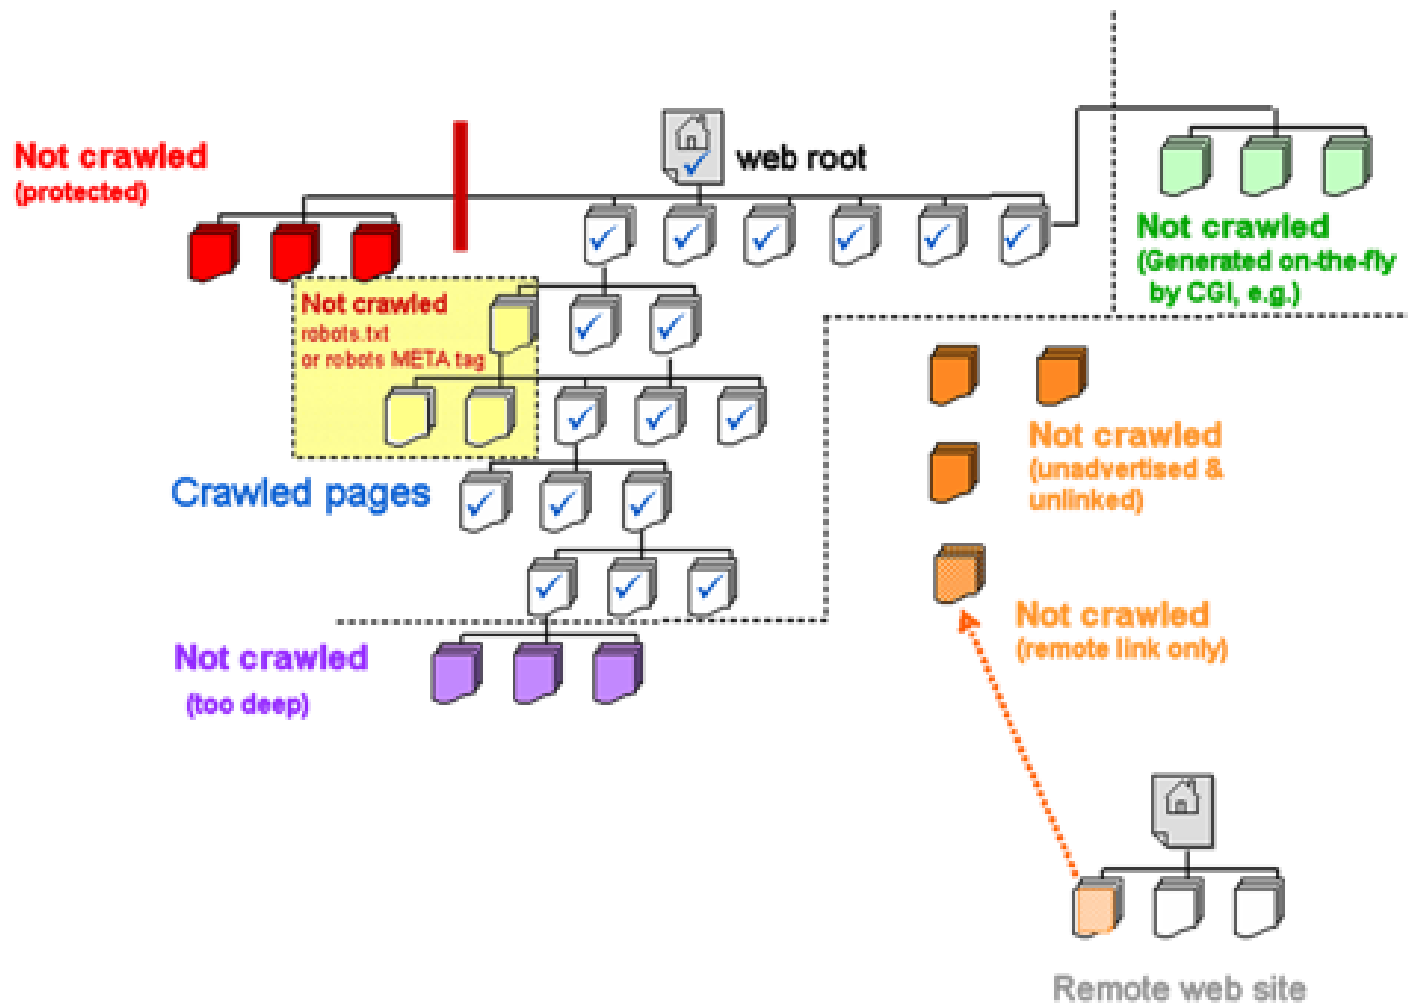 web root
Not crawled
(protected)
Not crawled
(Generated on-the-fly
by CGI, e.g.)
Not crawled
robots.txt
or robots META tag
Not crawled
(unadvertised &
unlinked)
Crawled pages
Not crawled
(remote link only)
Not crawled
(too deep)
Remote web site